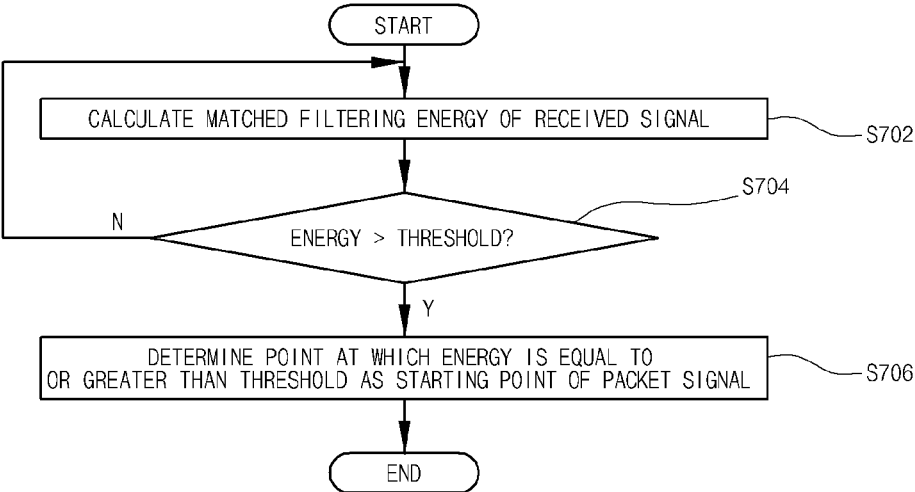 START
CALCULATE MATCHED FILTERING ENERGY OF RECEIVED SIGNAL
S702
S704
N
ENERGY > THRESHOLD?
Y
DETERMINE POINT AT WHICH ENERGY IS EQUAL TO
OR GREATER THAN THRESHOLD AS STARTING POINT OF PACKET SIGNAL
S706
END